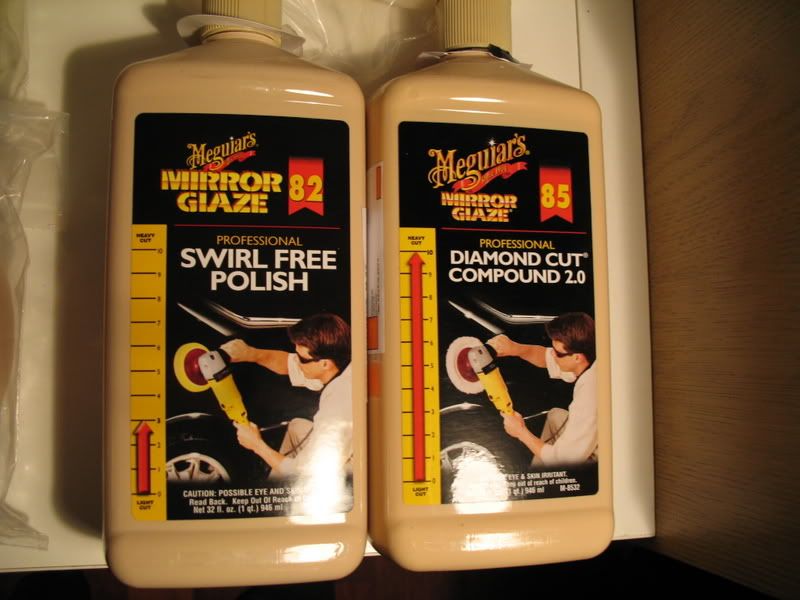 Meguiar's
MIRROR
GLAZE
82
PROFESSIONAL
SWIRL FREE
POLISH
HEAVY
CUT
10
9
8
7
6
5
4
3
2
1
0
LIGHT
CUT
CAUTION: POSSIBLE EYE AND
Read Back. Keep Out Of Reach
Net 32 fl. oz. (1 qt.) 946 ml
Meguiar's
MIRROR
GLAZE
85
PROFESSIONAL
DIAMOND CUT®
COMPOUND 2.0
HEAVY
CUT
10
9
8
7
6
5
4
3
2
1
0
LIGHT
CUT
EYE & SKIN IRRITANT.
out of reach of children.
(1 qt.) 946 ml M-8532